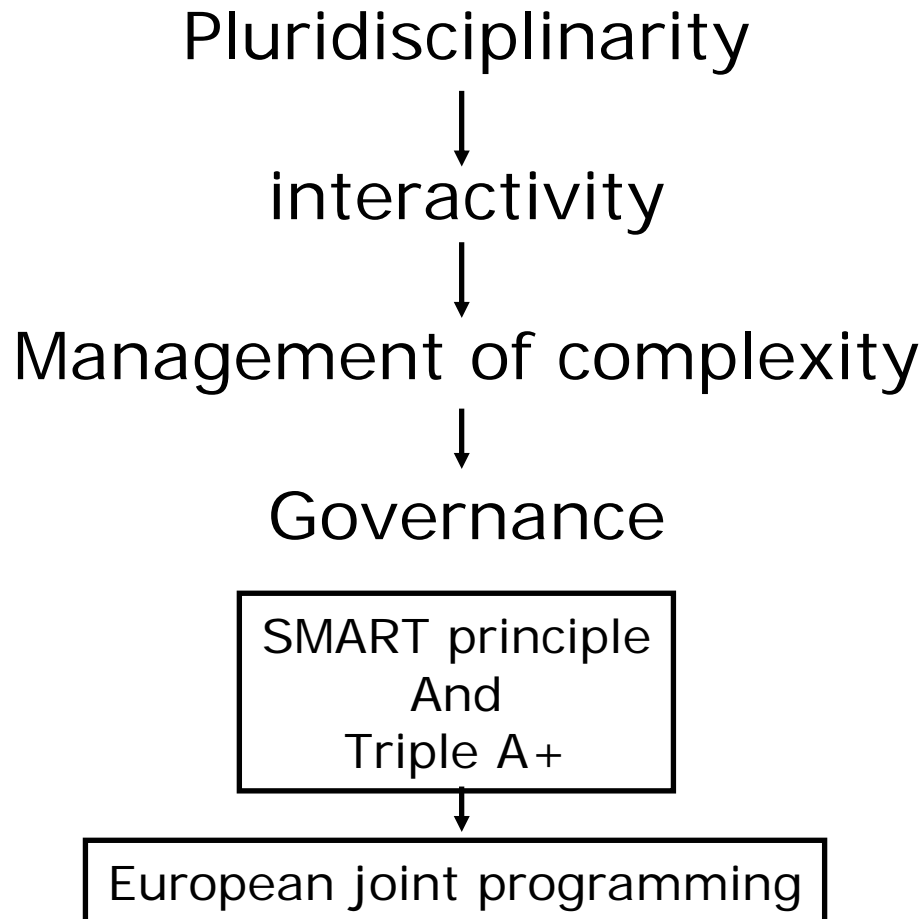 Pluridisciplinarity
interactivity
Management of complexity
Governance
SMART principle
And
Triple A+
European joint programming